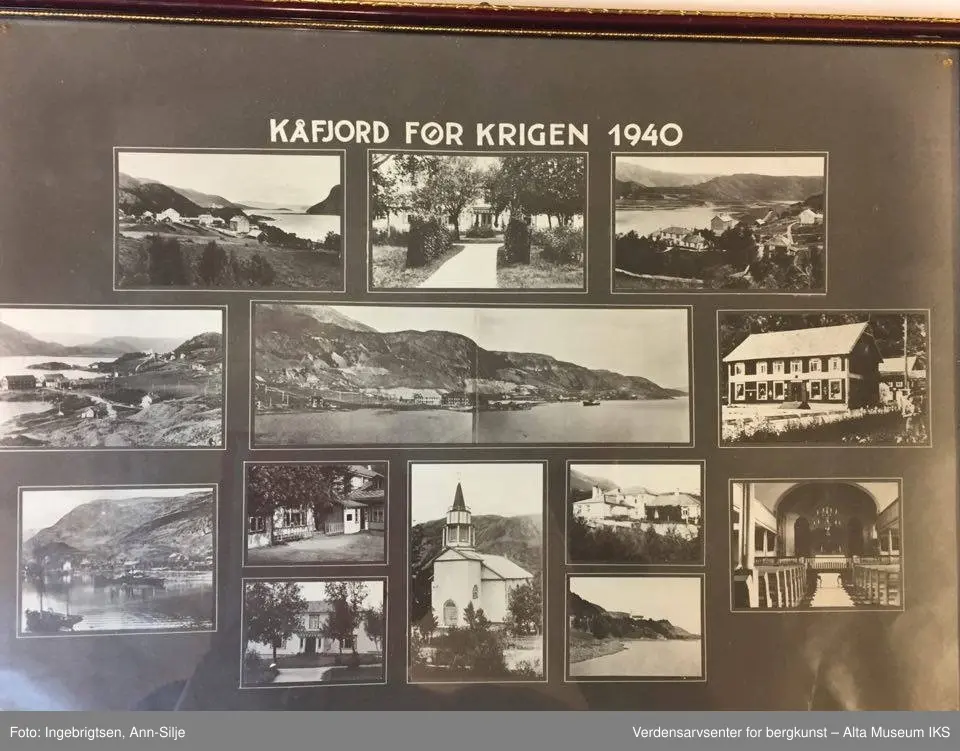 KÅFJORD FØR KRIGEN 1940
Foto: Ingebrigtsen, Ann-Silje
Verdensarvsenter for bergkunst – Alta Museum IKS